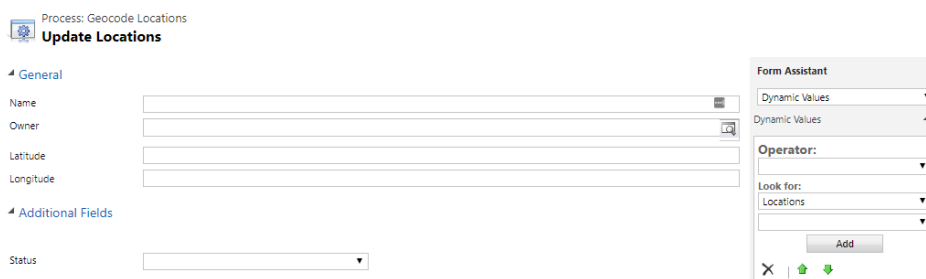 Process: Geocode Locations
Update Locations
General
Name
Owner
Latitude
Longitude
Additional Fields
Status
Form Assistant
Dynamic Values
Dynamic Values
Operator:
Look for:
Locations
Add